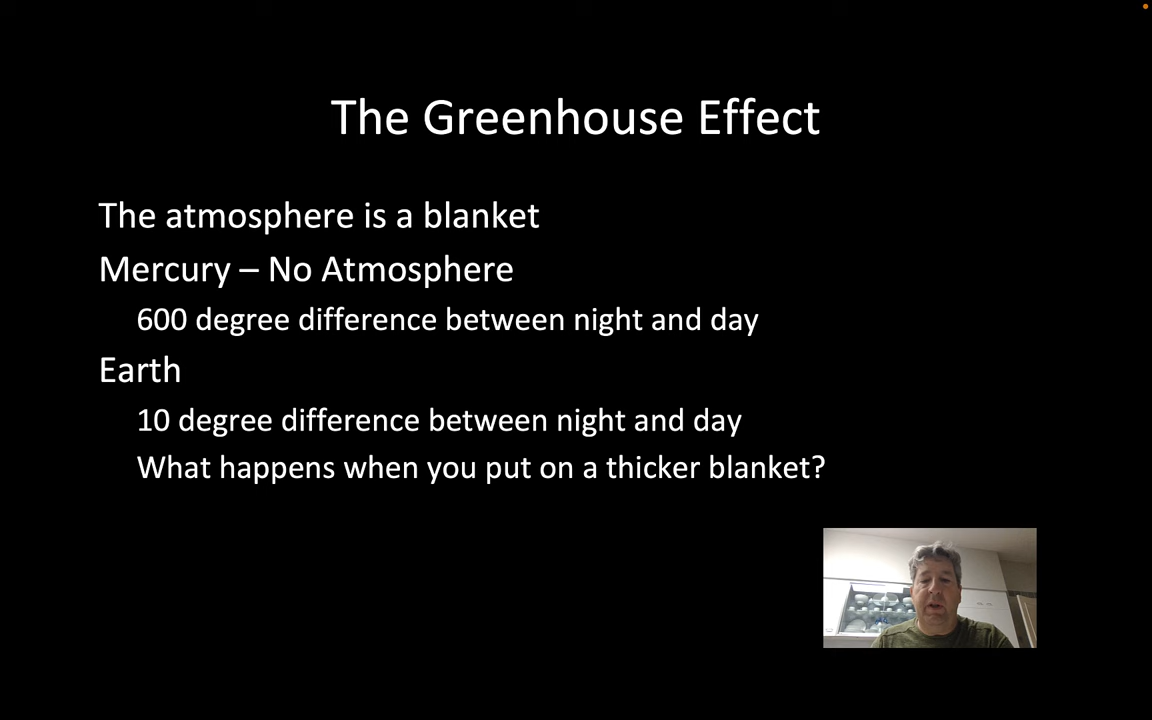 The Greenhouse Effect
The atmosphere is a blanket
Mercury – No Atmosphere
600 degree difference between night and day
Earth
10 degree difference between night and day
What happens when you put on a thicker blanket?